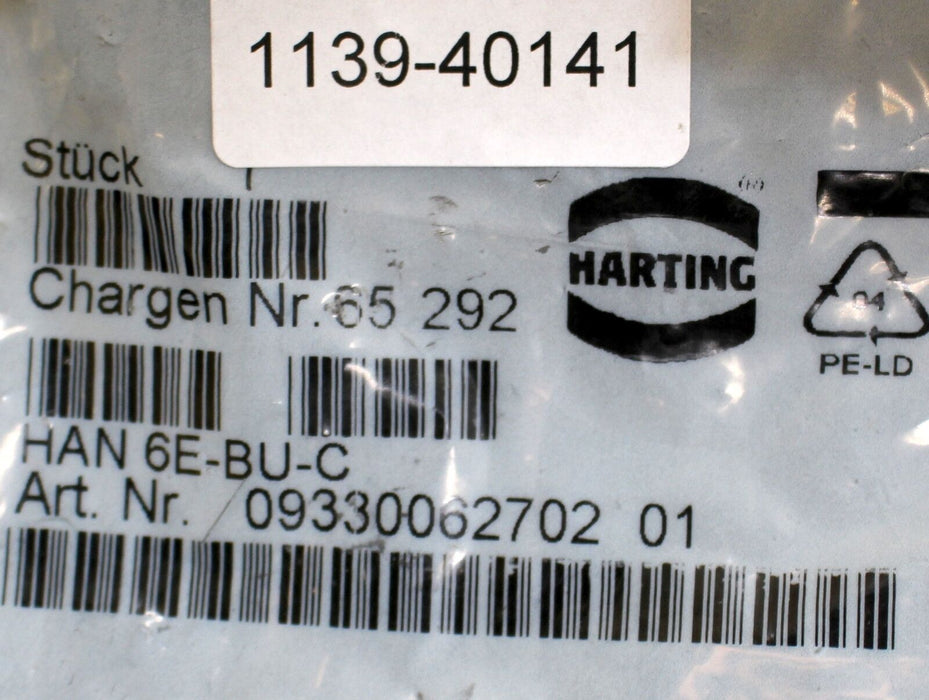 1139-40141
Stück
Chargen Nr. 65 292
HARTING
04
PE-LD
HAN 6E-BU-C
Art. Nr. 09330062702 01